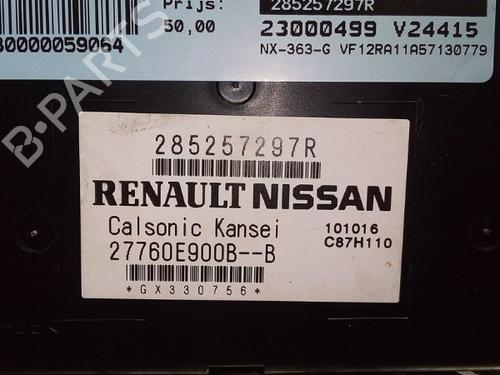 Prijs:
285257297R
50,00
23000499 V24415
80000059064
NX-363-G VF12RA11A57130779
B-PARTS
285257297R
RENAULT NISSAN
Calsonic Kansei
101016
27760E900B--B
C87H110
*GX330756*